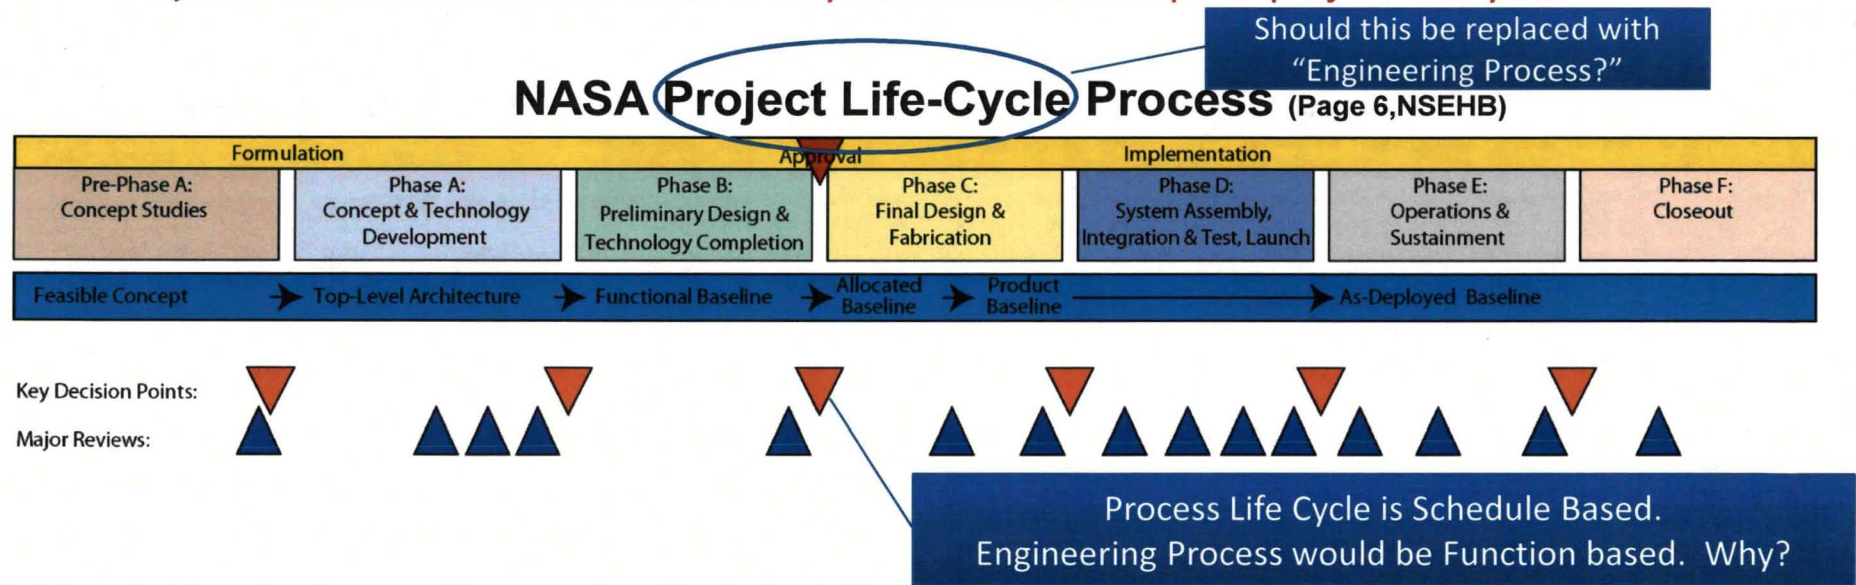 Should this be replaced with
“Engineering Process?”
NASA Project Life-Cycle Process (Page 6,NSEHB)
Formulation
Approval
Implementation
Pre-Phase A:
Concept Studies
Phase A:
Concept & Technology
Development
Phase B:
Preliminary Design &
Technology Completion
Phase C:
Final Design &
Fabrication
Phase D:
System Assembly,
Integration & Test, Launch
Phase E:
Operations &
Sustainment
Phase F:
Closeout
Feasible Concept
Top-Level Architecture
Functional Baseline
Allocated
Baseline
Product
Baseline
As-Deployed Baseline
Key Decision Points:
Major Reviews:
Process Life Cycle is Schedule Based.
Engineering Process would be Function based. Why?